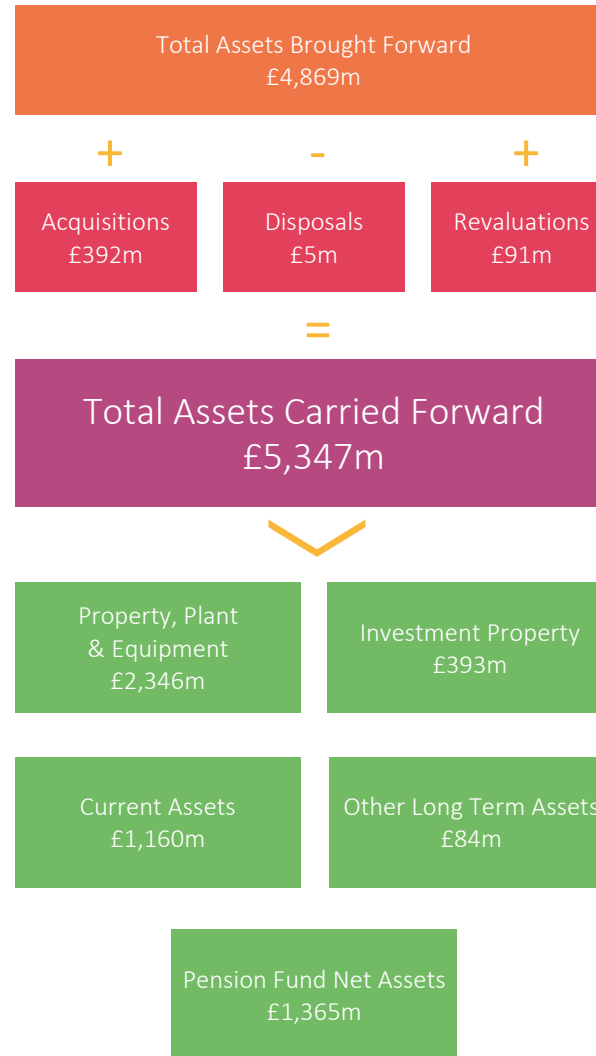 Total Assets Brought Forward
£4,869m
+ - +
Acquisitions
£392m
Disposals
£5m
Revaluations
£91m
=
Total Assets Carried Forward
£5,347m
Property, Plant
& Equipment
£2,346m
Investment Property
£393m
Current Assets
£1,160m
Other Long Term Assets
£84m
Pension Fund Net Assets
£1,365m